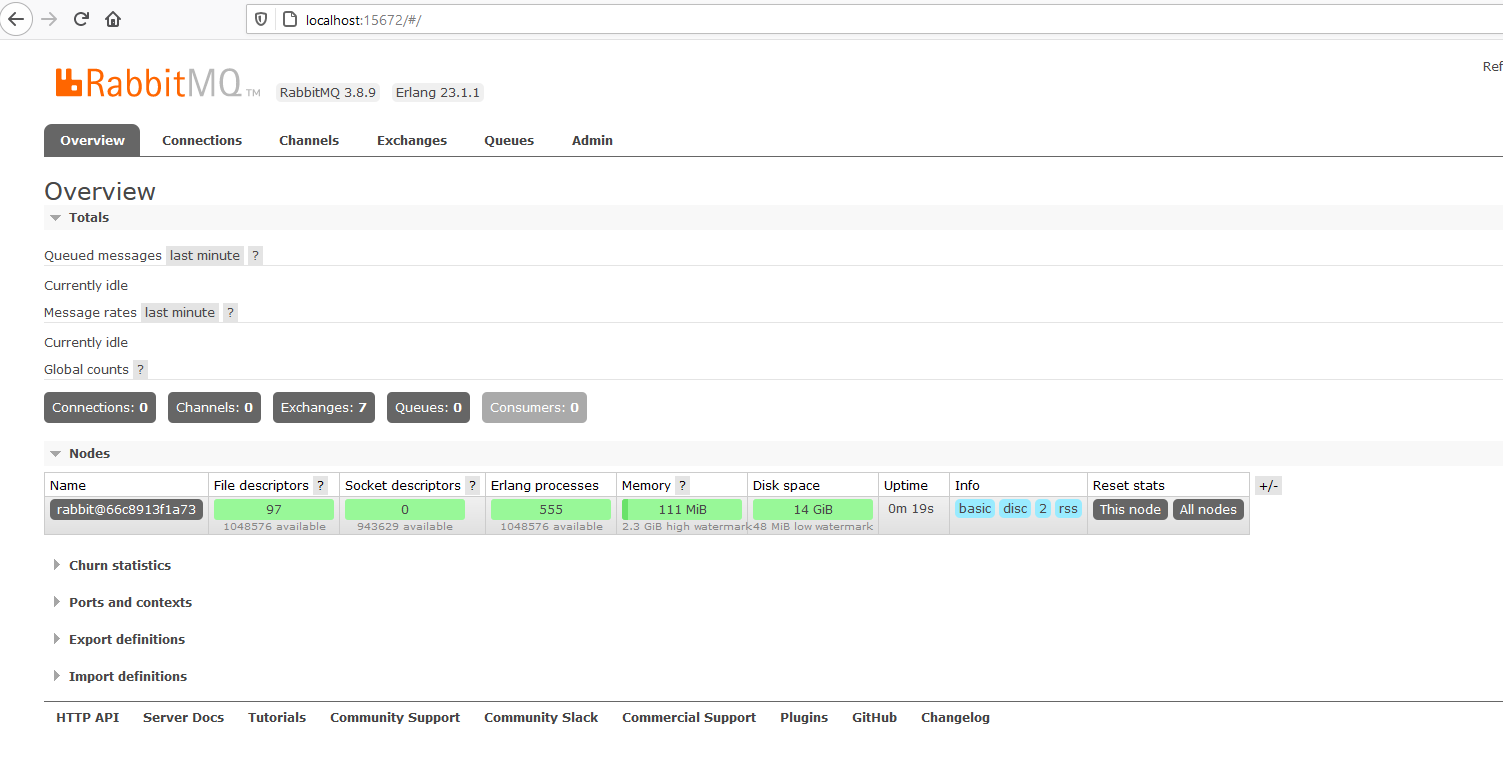 localhost:15672/#/
Ref
RabbitMQ TM RabbitMQ 3.8.9 Erlang 23.1.1
Overview Connections Channels Exchanges Queues Admin
Overview
Totals
Queued messages last minute ?
Currently idle
Message rates last minute ?
Currently idle
Global counts ?
Connections: 0 Channels: 0 Exchanges: 7 Queues: 0 Consumers: 0
Nodes
Name File descriptors ? Socket descriptors ? Erlang processes Memory ? Disk space Uptime Info Reset stats +/-
rabbit@66c8913f1a73 97 0 555 111 MiB 14 GiB 0m 19s basic disc 2 rss This node All nodes
1048576 available 943629 available 1048576 available 2.3 GiB high watermark 48 MiB low watermark
Churn statistics
Ports and contexts
Export definitions
Import definitions
HTTP API Server Docs Tutorials Community Support Community Slack Commercial Support Plugins GitHub Changelog